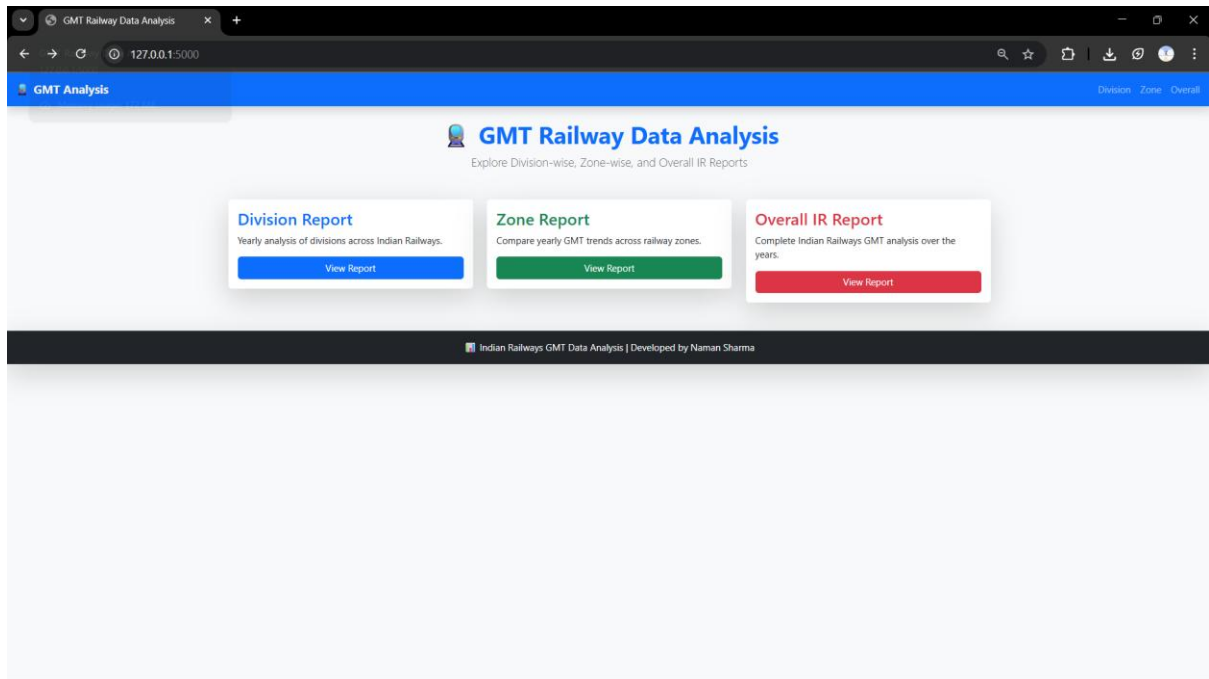 GMT Railway Data Analysis
127.0.0.1:5000
GMT Analysis
Division Zone Overall
GMT Railway Data Analysis
Explore Division-wise, Zone-wise, and Overall IR Reports
Division Report
Yearly analysis of divisions across Indian Railways.
View Report
Zone Report
Compare yearly GMT trends across railway zones.
View Report
Overall IR Report
Complete Indian Railways GMT analysis over the
years.
View Report
Indian Railways GMT Data Analysis | Developed by Naman Sharma